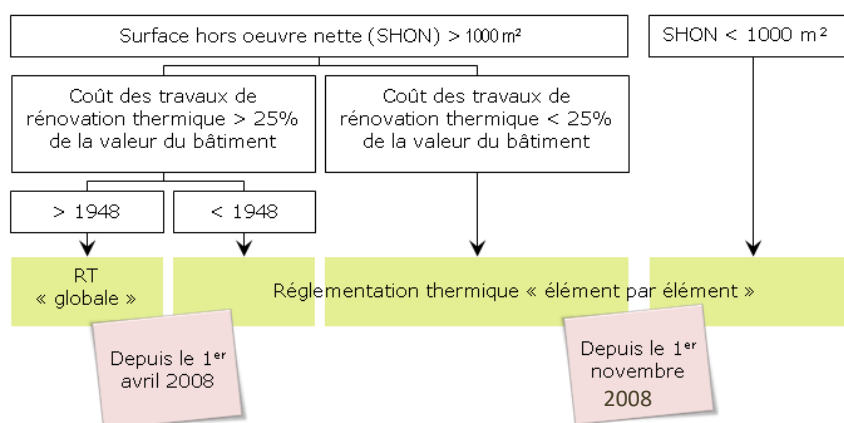 Surface hors oeuvre nette (SHON) > 1000 m²
SHON < 1000 m²
Coût des travaux de
rénovation thermique > 25%
de la valeur du bâtiment
Coût des travaux de
rénovation thermique < 25%
de la valeur du bâtiment
> 1948
< 1948
RT
« globale »
Réglementation thermique « élément par élément »
Depuis le 1er
avril 2008
Depuis le 1er
novembre
2008